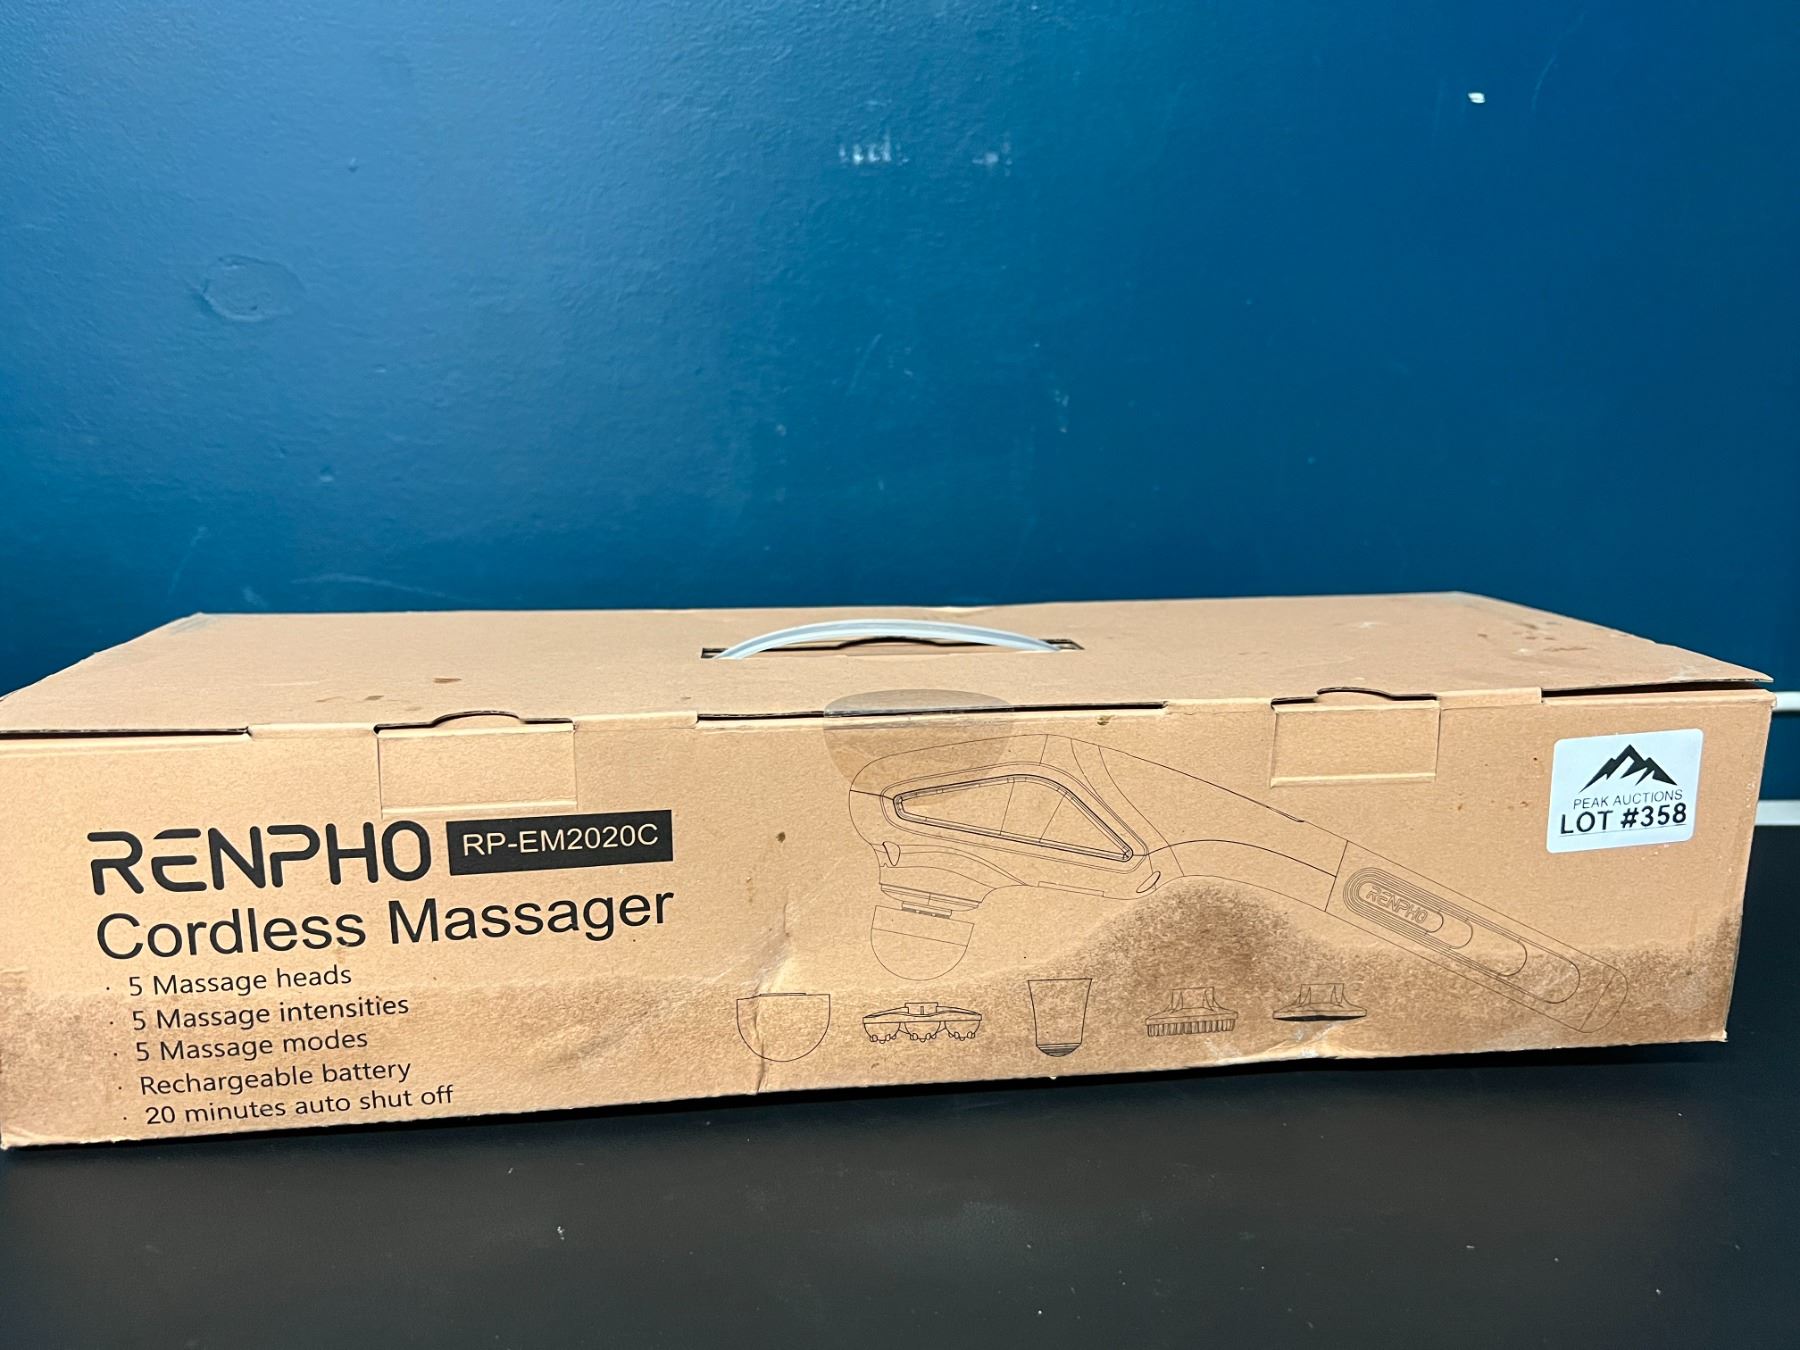 RENPHO RP-EM2020C
Cordless Massager
· 5 Massage heads
· 5 Massage intensities
· 5 Massage modes
· Rechargeable battery
· 20 minutes auto shut off
RENPHO
PEAK AUCTIONS
LOT #358